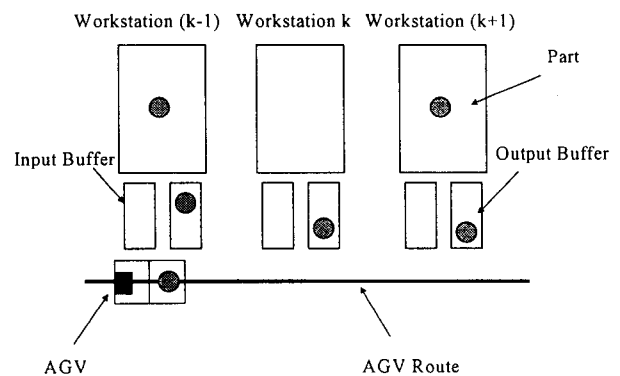 Workstation (k-1) Workstation k Workstation (k+1)
Part
Input Buffer
Output Buffer
AGV
AGV Route